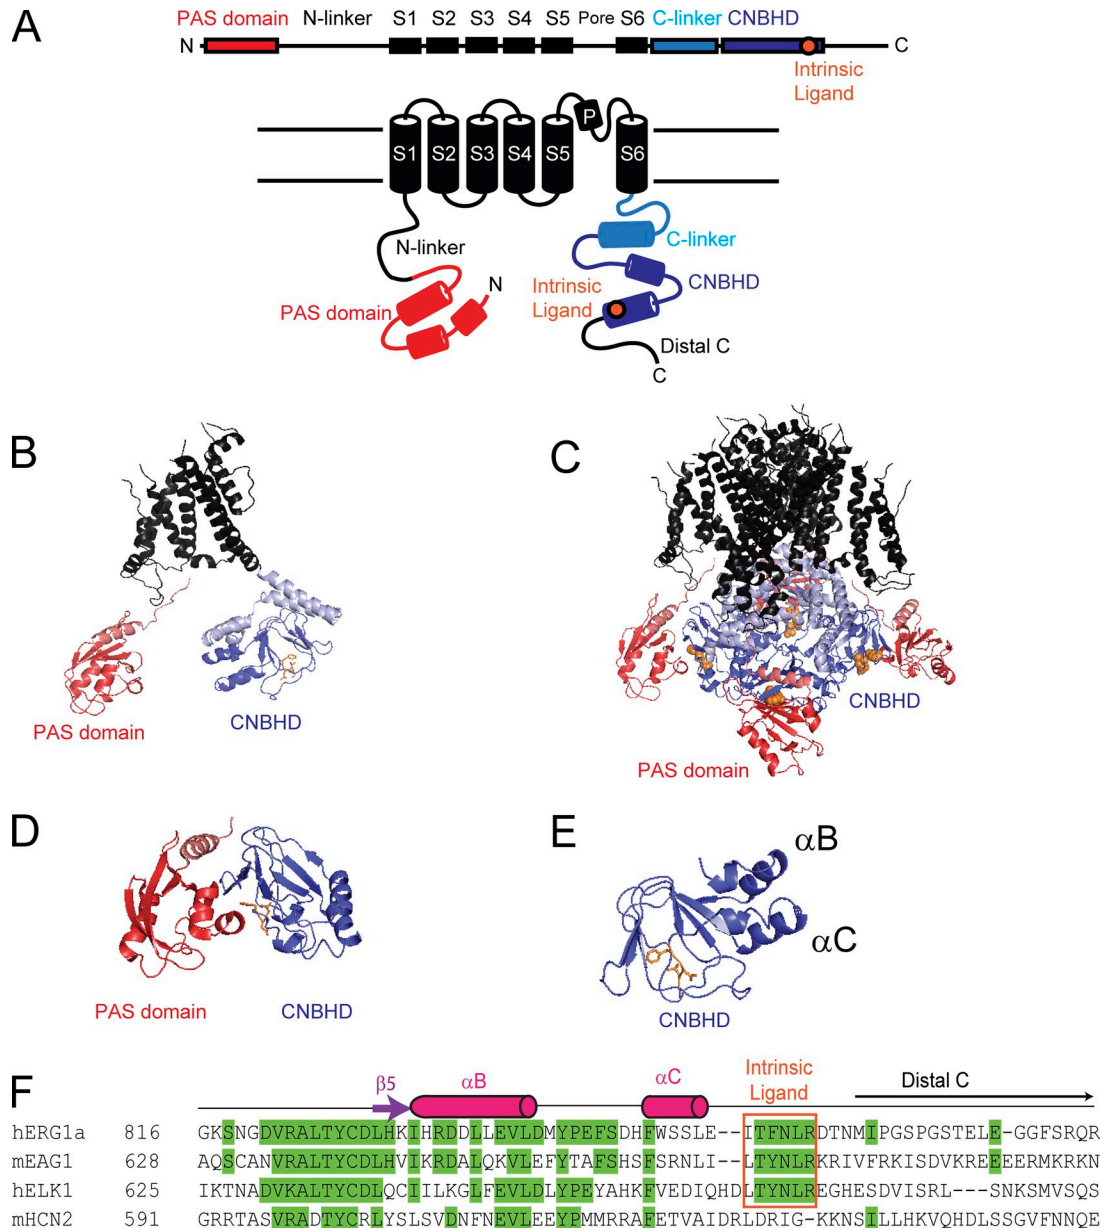 A
PAS domain N-linker S1 S2 S3 S4 S5 Pore S6 C-linker CNBHD
N C
Intrinsic
Ligand
P
S1 S2 S3 S4 S5 S6
N-linker
C-linker
N
Intrinsic
Ligand
CNBHD
PAS domain
Distal C
C
B
C
PAS domain
CNBHD
CNBHD
PAS domain
D
E
αB
αC
PAS domain
CNBHD
CNBHD
F
β5 αB αC Intrinsic
Ligand
Distal C
hERG1a 816 GKSNGDVRALTYCDLHKIHRDDLLEVLDMYPEFSDHFWSSLE--ITFNLRDTNMIPGSPGSTELE-GGFSRQR
mEAG1 628 AQSCANVRALTYCDLHVIKRDALQKVLEFYTAFSHSFSRNLI--LTYNLRKRIVFRKISDVKREEEERMKRKN
hELK1 625 IKTNADVKALTYCDLQCIILKGLFEVLDLYPEYAHKFVEDIQHDLTYNLREGHESDVISRL---SNKSMVSQS
mHCN2 591 GRRTASVRADTYCRLYSLSVDNFNEVLEEYPMMRRAFETVAIDRLDRIG-KKNSILLHKVQHDLSSGVFNNQE